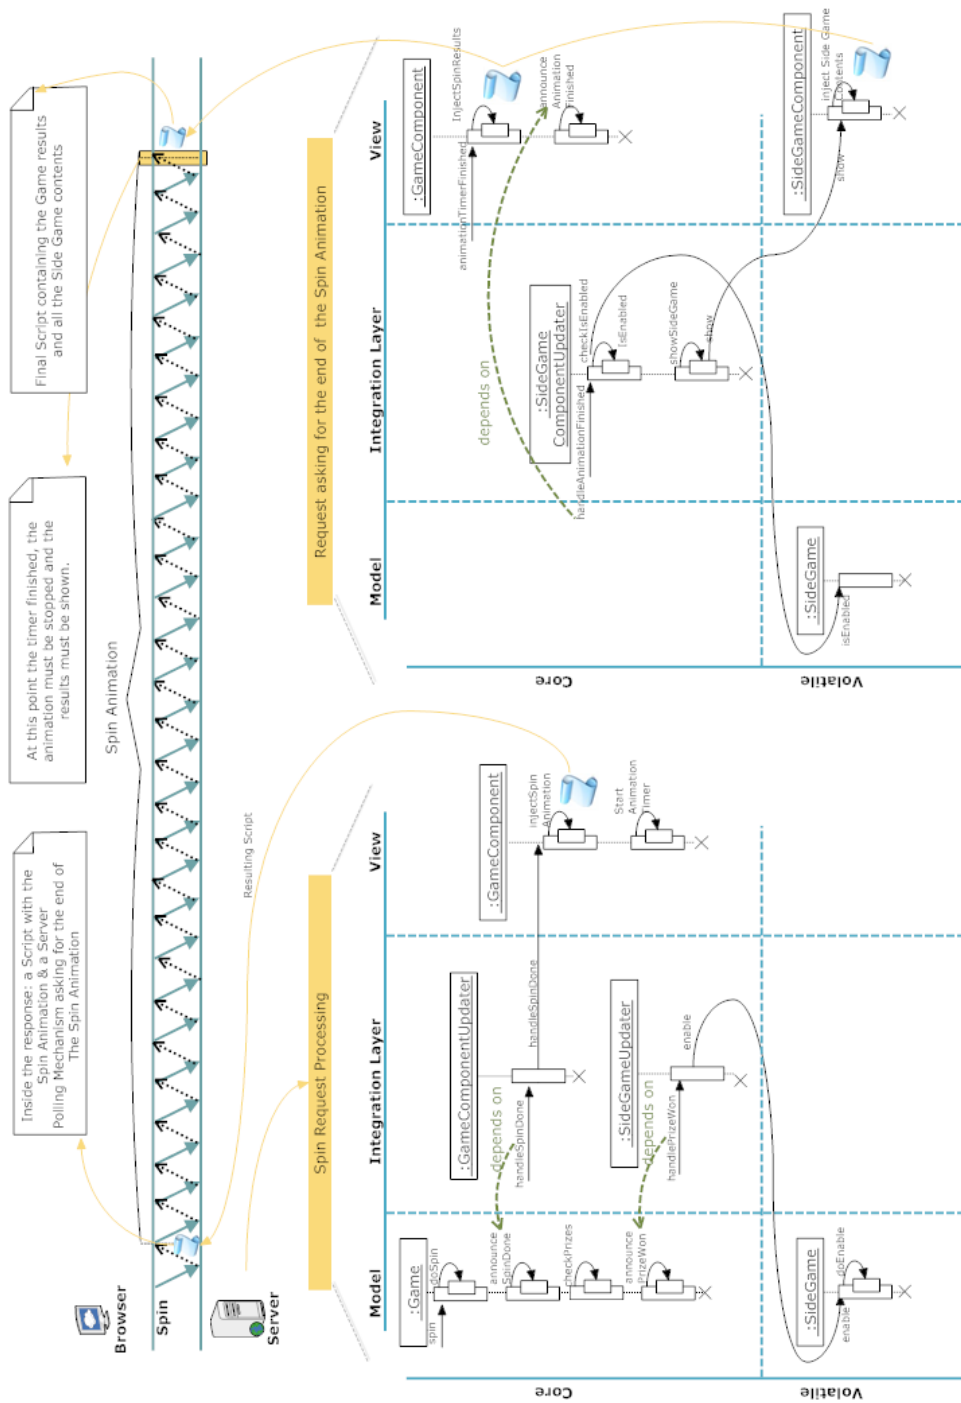 Browser
Spin
Server
Inside the response: a Script with the
Spin Animation & a Server
Polling Mechanism asking for the end of
The Spin Animation
At this point the timer finished, the
animation must be stopped and the
results must be shown.
Final Script containing the Game results
and all the Side Game contents
Spin Animation
Resulting Script
Spin Request Processing
Model
Integration Layer
View
Core
Volatile
:Game
spin
doSpin
announce
SpinDone
checkPrizes
announce
PrizeWon
:GameComponentUpdater
depends on
handleSpinDone
handleSpinDone
:SideGameUpdater
depends on
handlePrizeWon
enable
:GameComponent
injectSpin
Animation
Start
Animation
Timer
:SideGame
enable
doEnable
Request asking for the end of the Spin Animation
Model
Integration Layer
View
Core
Volatile
:GameComponent
animationTimerFinished
InjectSpinResults
announce
Animation
Finished
depends on
:SideGame
ComponentUpdater
handleAnimationFinished
checkIsEnabled
IsEnabled
showSideGame
show
:SideGame
isEnabled
:SideGameComponent
show
inject Side Game
Contents